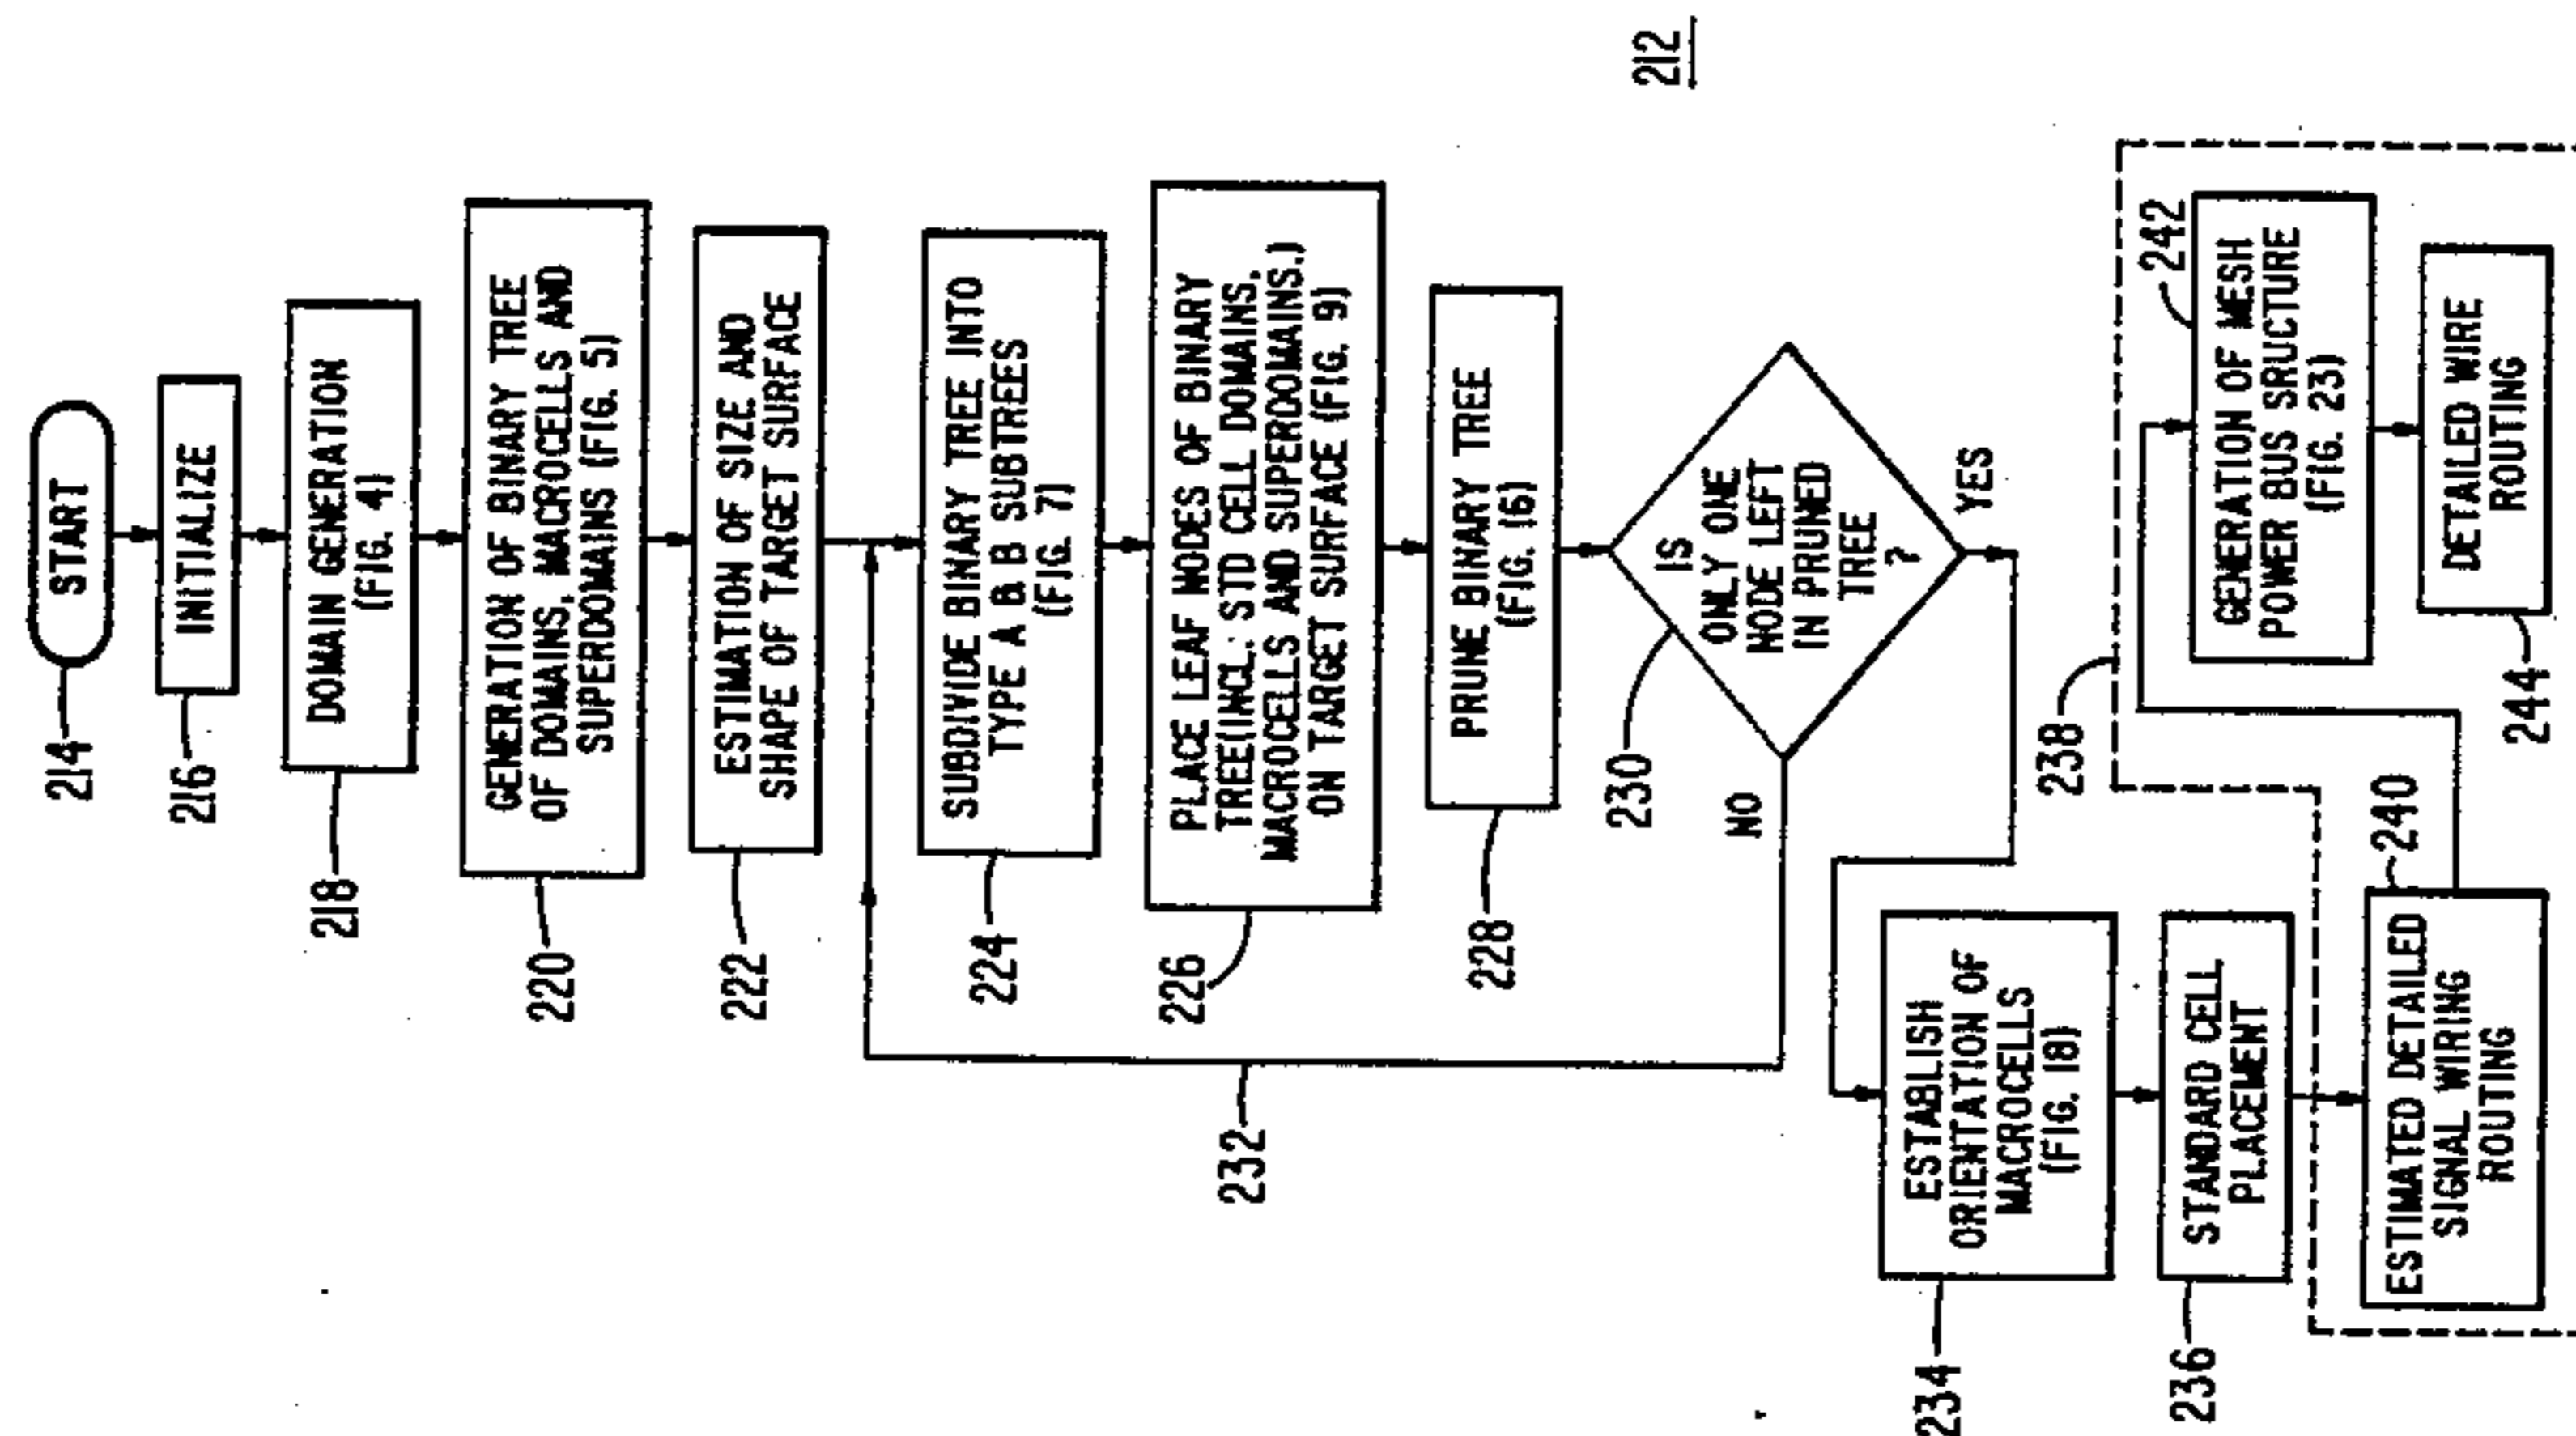 212
START
214
INITIALIZE
216
DOMAIN GENERATION
(FIG. 4)
218
GENERATION OF BINARY TREE
OF DOMAINS, MACROCELLS AND
SUPERDOMAINS (FIG. 5)
220
ESTIMATION OF SIZE AND
SHAPE OF TARGET SURFACE
222
SUBDIVIDE BINARY TREE INTO
TYPE A & B SUBTREES
(FIG. 7)
224
PLACE LEAF NODES OF BINARY
TREE(INCL. STD CELL DOMAINS,
MACROCELLS AND SUPERDOMAINS.)
ON TARGET SURFACE (FIG. 9)
226
PRUNE BINARY TREE
(FIG. 16)
228
IS
ONLY ONE
NODE LEFT
IN PRUNED
TREE
?
230
NO
YES
232
ESTABLISH
ORIENTATION OF
MACROCELLS
(FIG. 18)
234
STANDARD CELL
PLACEMENT
236
238
ESTIMATED DETAILED
SIGNAL WIRING
ROUTING
240
GENERATION OF MESH
POWER BUS SRUCTURE
(FIG. 23)
242
DETAILED WIRE
ROUTING
244